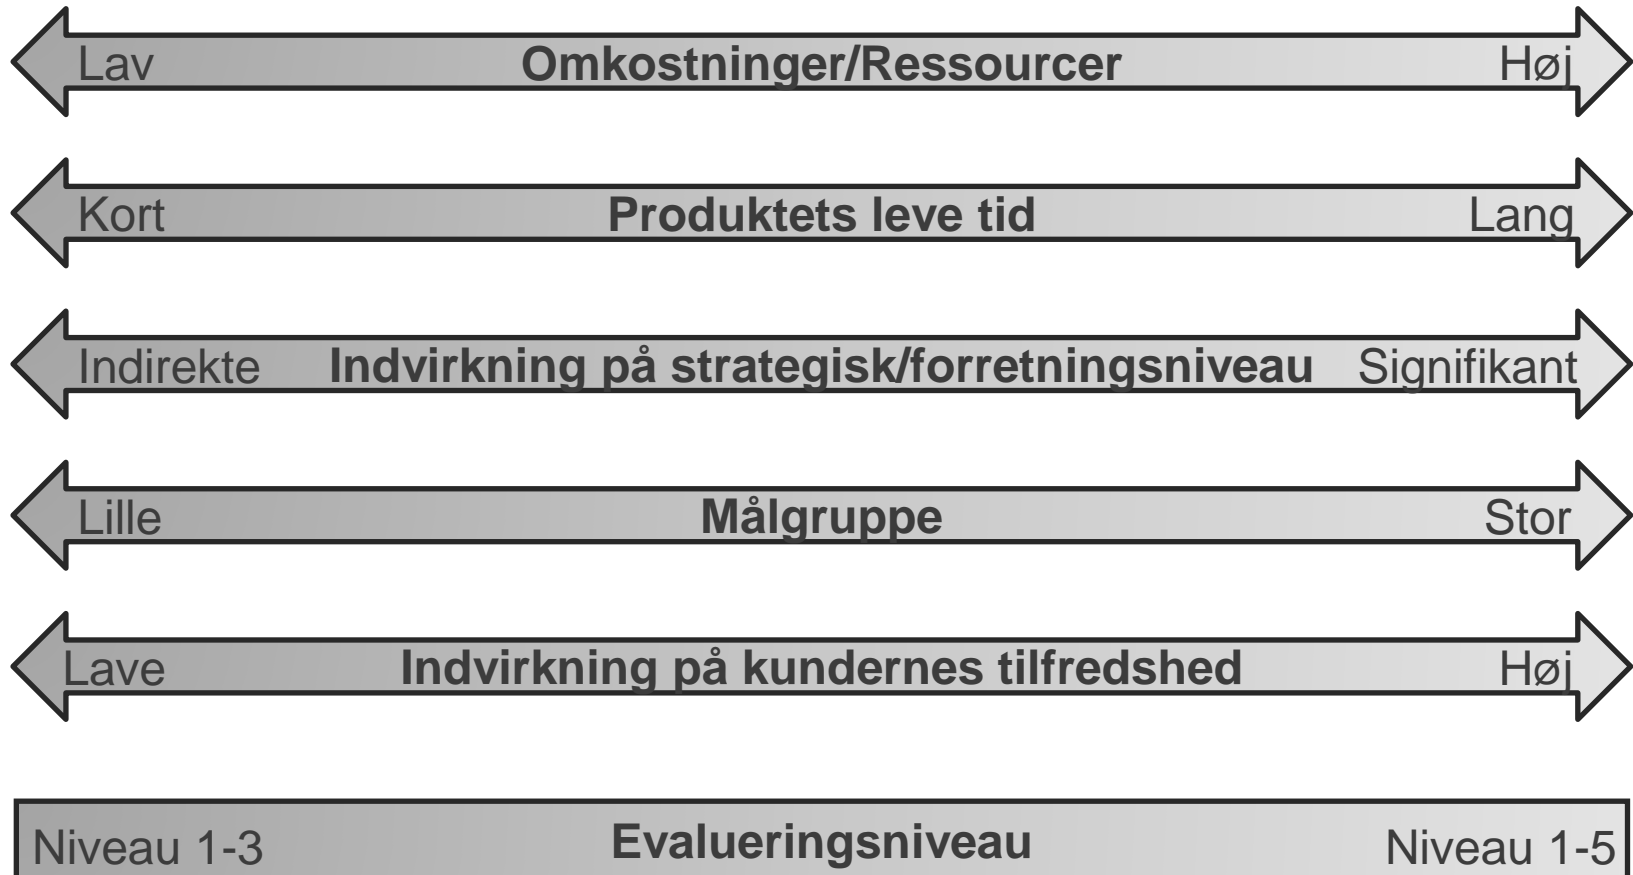 Lav Omkostninger/Ressourcer Høj
Kort Produktets leve tid Lang
Indirekte Indvirkning på strategisk/forretningsniveau Signifikant
Lille Målgruppe Stor
Lave Indvirkning på kundernes tilfredshed Høj
Niveau 1-3 Evalueringsniveau Niveau 1-5